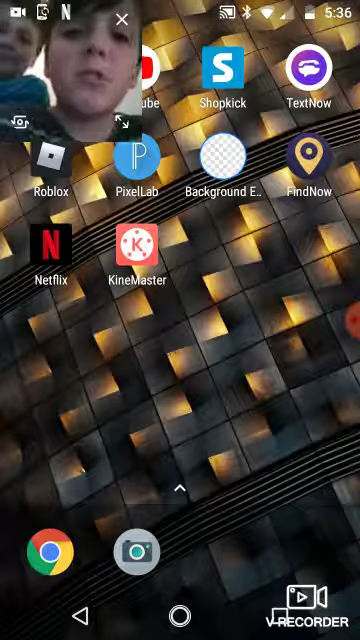 N
5:36
ube
S
Shopkick
TextNow
Roblox
P
PixelLab
Background E..
FindNow
N
Netflix
K
KineMaster
V-RECORDER